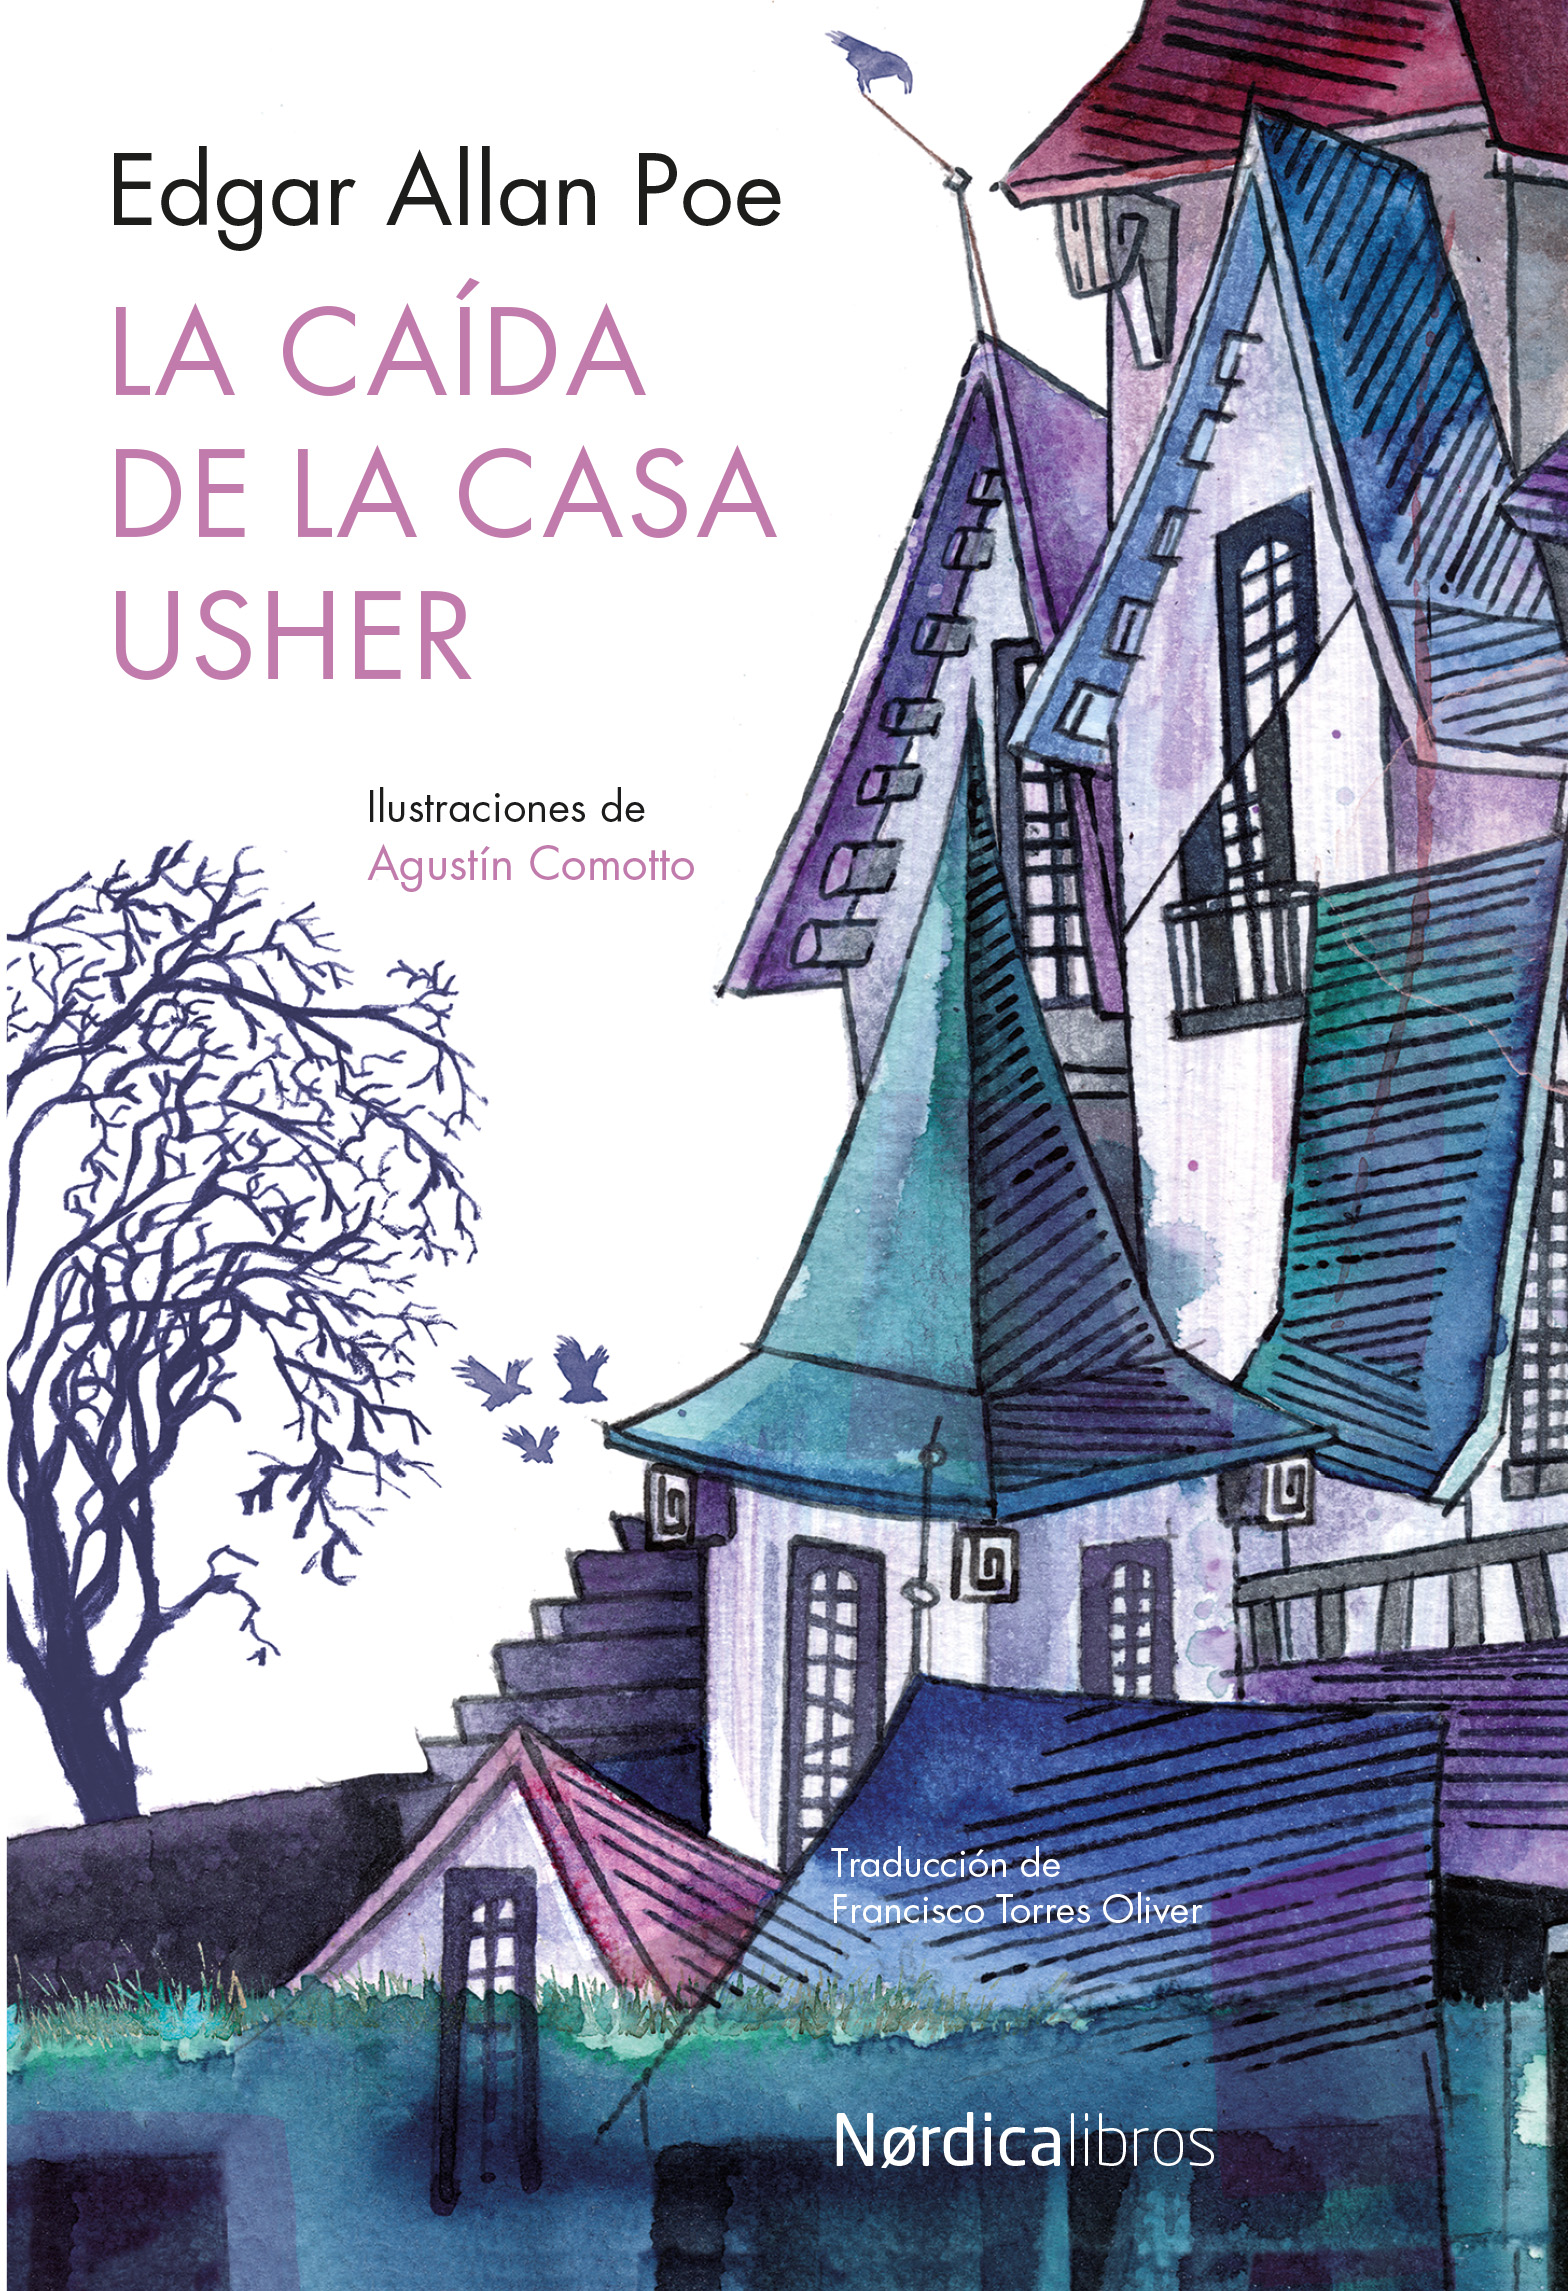 Edgar Allan Poe
LA CAÍDA
DE LA CASA
USHER
Ilustraciones de
Agustín Comotto
Traducción de
Francisco Torres Oliver
Nørdicalibros